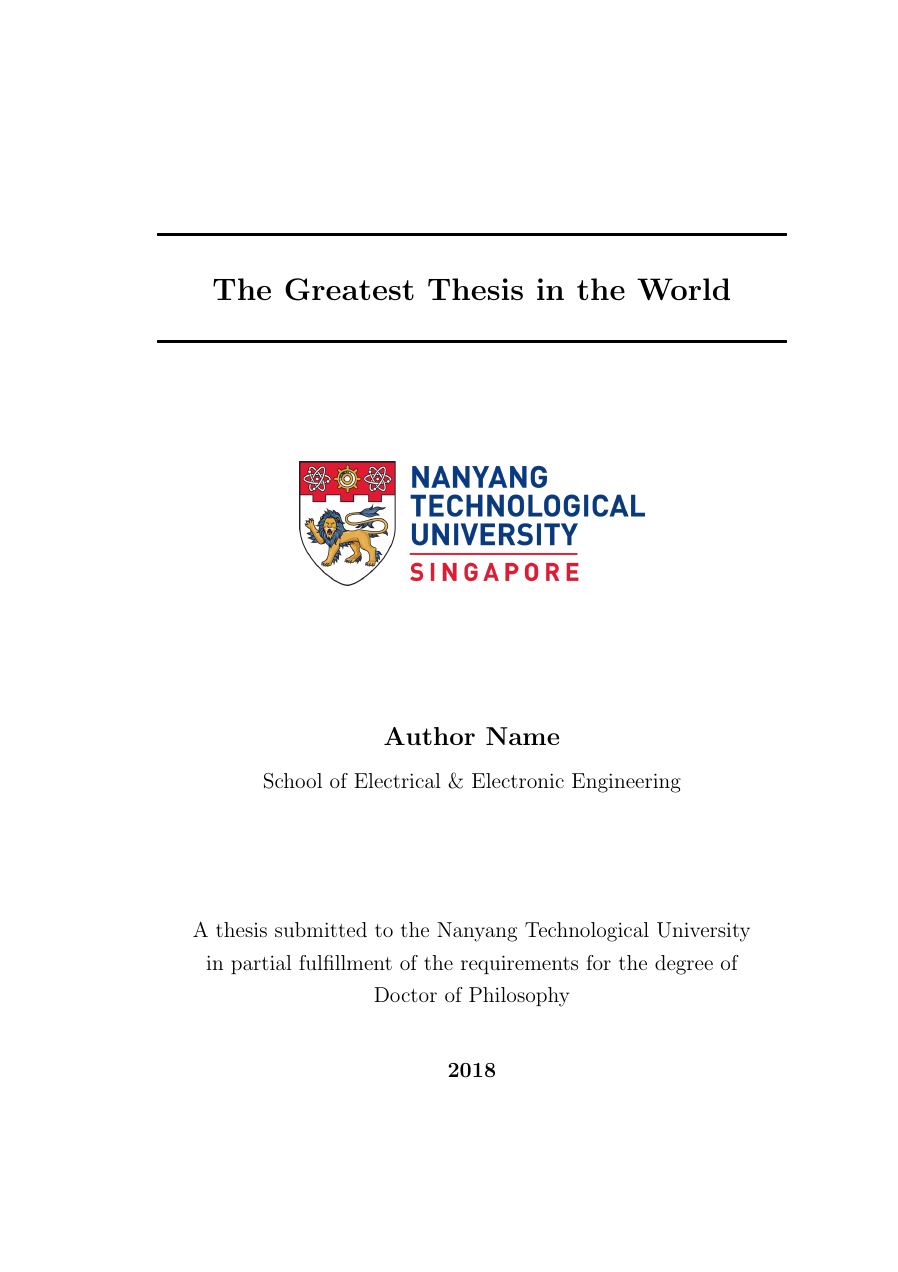 The Greatest Thesis in the World
NANYANG
TECHNOLOGICAL
UNIVERSITY
SINGAPORE
Author Name
School of Electrical & Electronic Engineering
A thesis submitted to the Nanyang Technological University
in partial fulfillment of the requirements for the degree of
Doctor of Philosophy
2018